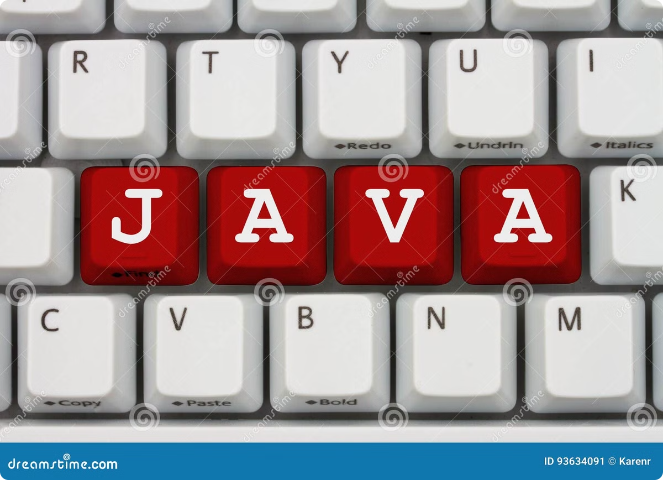 R T Y U I
Redo Undrln Italics
J A V A K
C V B N M
Copy Paste Bold
dreamstime.com ID 93634091 © Karenr